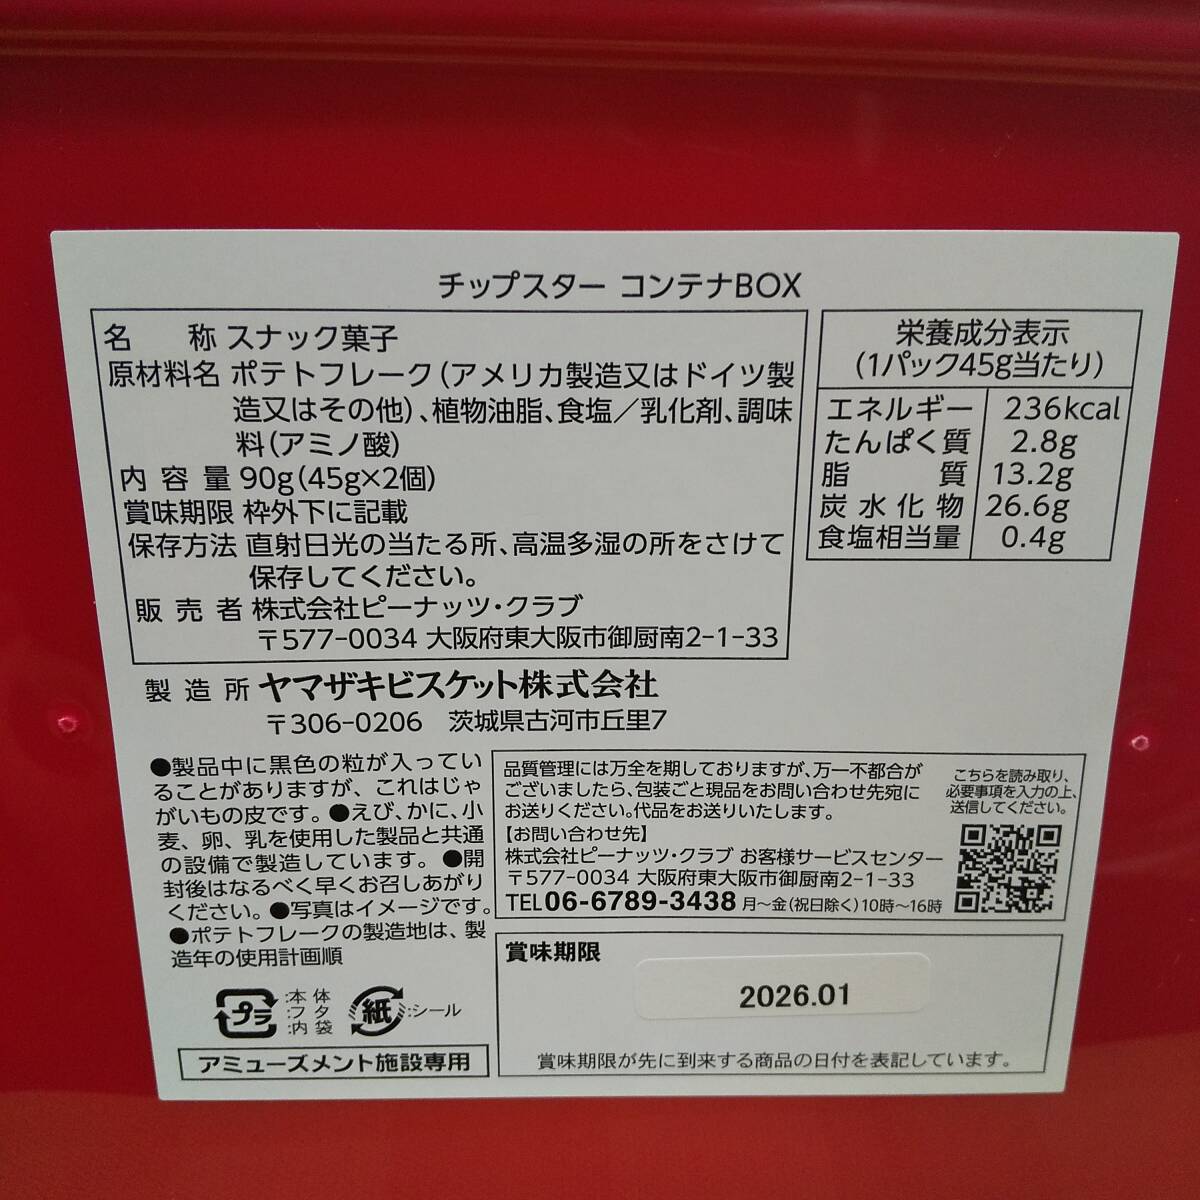 チップスター コンテナBOX
名称 スナック菓子
原材料名 ポテトフレーク(アメリカ製造又はドイツ製
造又はその他)、植物油脂、食塩／乳化剤、調味
料(アミノ酸)
内容量 90g(45g×2個)
賞味期限 枠外下に記載
保存方法 直射日光の当たる所、高温多湿の所をさけて
保存してください。
販売者 株式会社ピーナッツ・クラブ
〒577-0034 大阪府東大阪市御厨南2-1-33
製造所 ヤマザキビスケット株式会社
〒306-0206 茨城県古河市丘里7
栄養成分表示
(1パック45g当たり)
エネルギー 236kcal
たんぱく質 2.8g
脂質 13.2g
炭水化物 26.6g
食塩相当量 0.4g
●製品中に黒色の粒が入ってい
ることがありますが、これはじゃ
がいもの皮です。●えび、かに、小
麦、卵、乳を使用した製品と共通
の設備で製造しています。●開
封後はなるべく早くお召しあがり
ください。●写真はイメージです。
●ポテトフレークの製造地は、製
造年の使用計画順
プラ :本体
:フタ
:内袋
紙 :シール
アミューズメント施設専用
品質管理には万全を期しておりますが、万一不都合が
ございましたら、包装ごと現品をお問い合わせ先宛に
お送りください。代品をお送りいたします。
【お問い合わせ先】
株式会社ピーナッツ・クラブ お客様サービスセンター
〒577-0034 大阪府東大阪市御厨南2-1-33
TEL06-6789-3438 月〜金(祝日除く)10時〜16時
こちらを読み取り、
必要事項を入力の上、
送信してください。
賞味期限
2026.01
賞味期限が先に到来する商品の日付を表記しています。